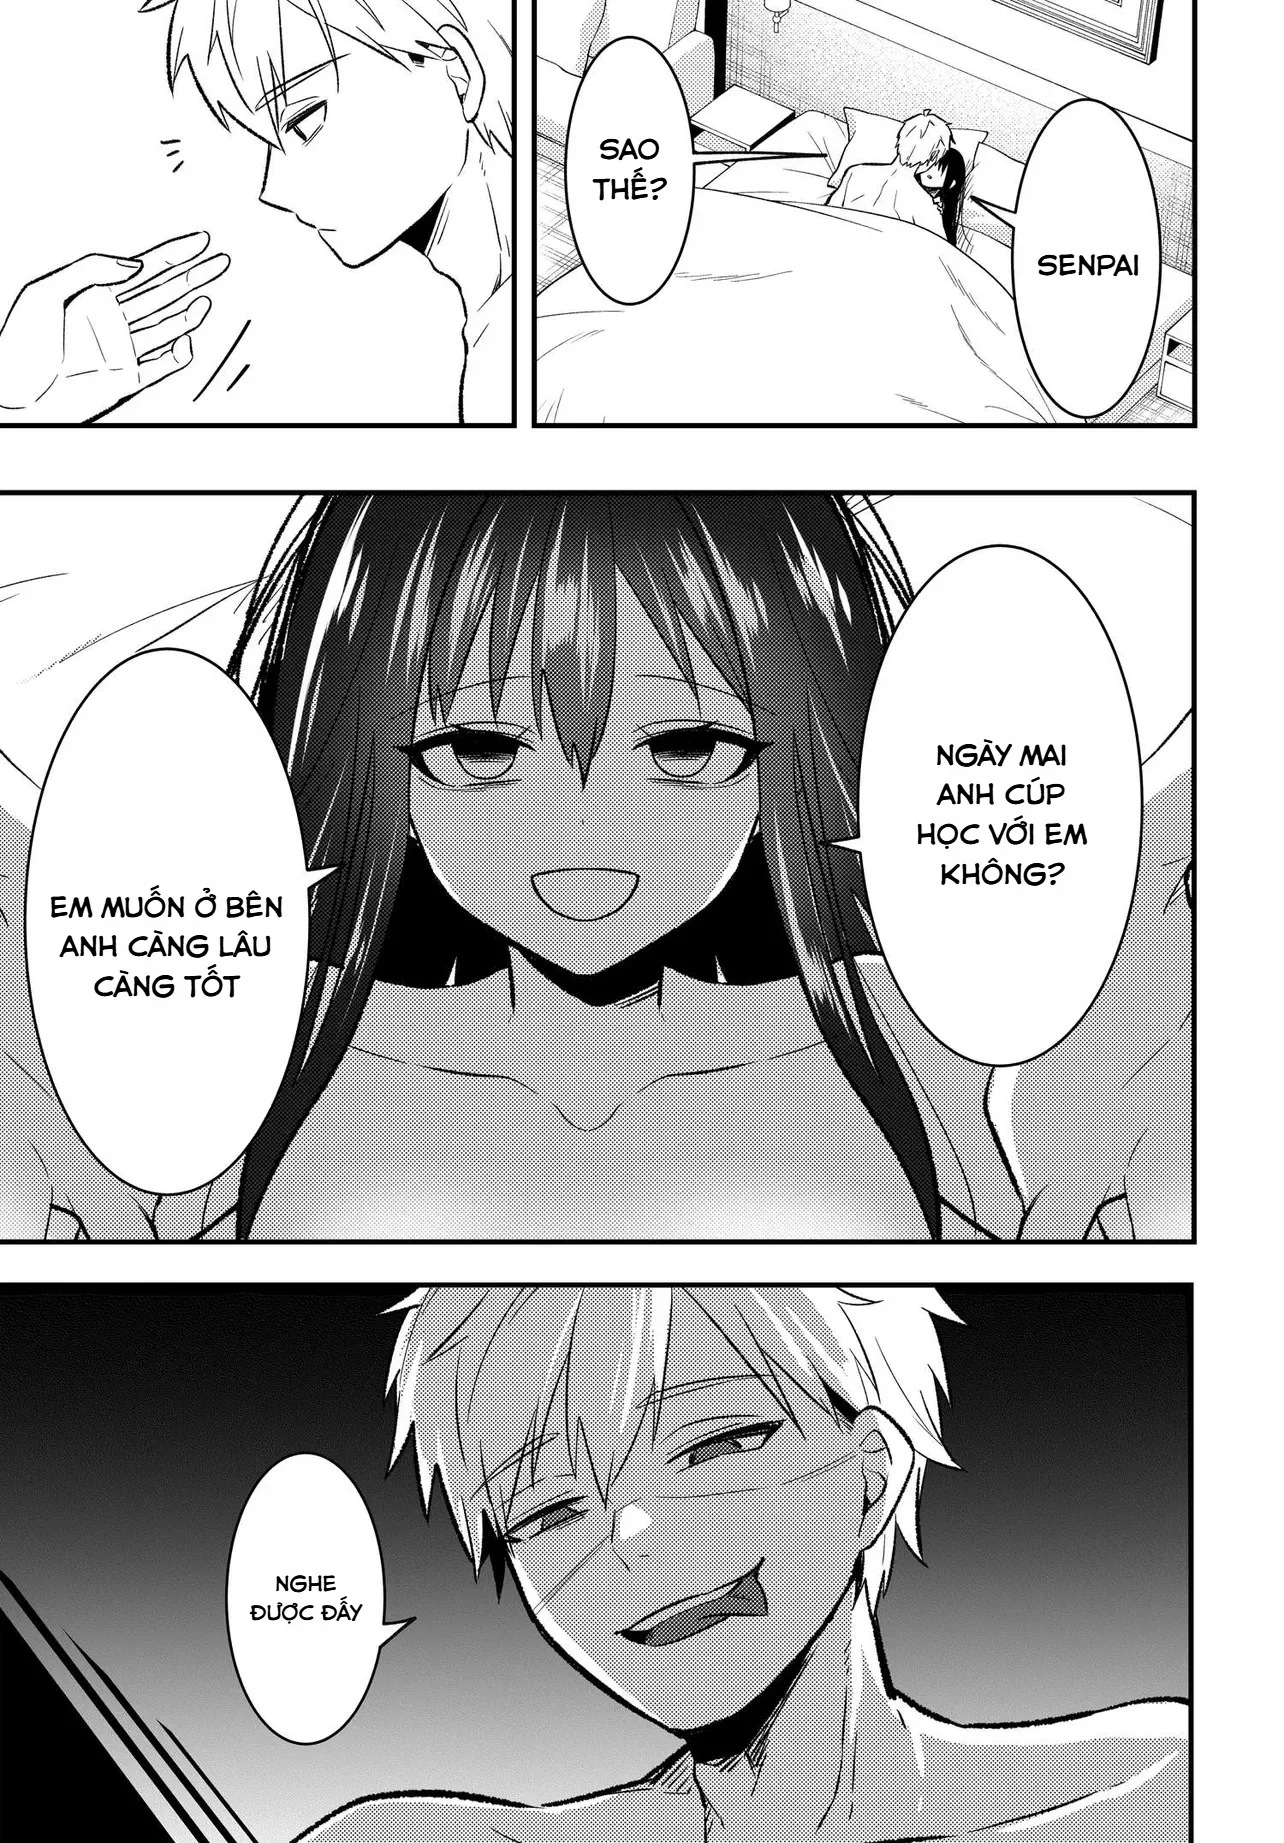 SENPAI
SAO
THẾ?
NGÀY MAI
ANH CÚP
HỌC VỚI EM
KHÔNG?
EM MUỐN Ở BÊN
ANH CÀNG LÂU
CÀNG TỐT
NGHE
ĐƯỢC ĐẤY